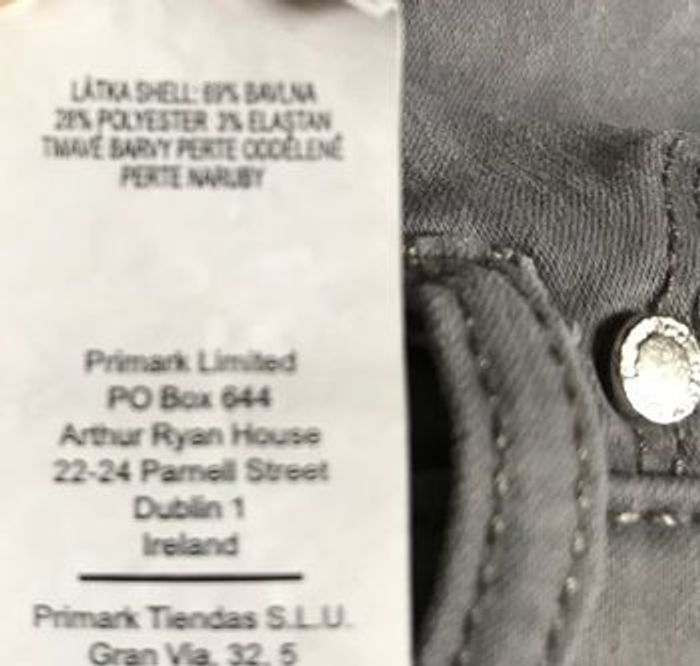 LÁTKA SHELL: 69% BAVLNA
28% POLYESTER 3% ELASTAN
TMAVÉ BARVY PERTE ODDĚLENĚ
PERTE NARUBY
Primark Limited
PO Box 644
Arthur Ryan House
22-24 Parnell Street
Dublin 1
Ireland
Primark Tiendas S.L.U.
Gran Via, 32, 5